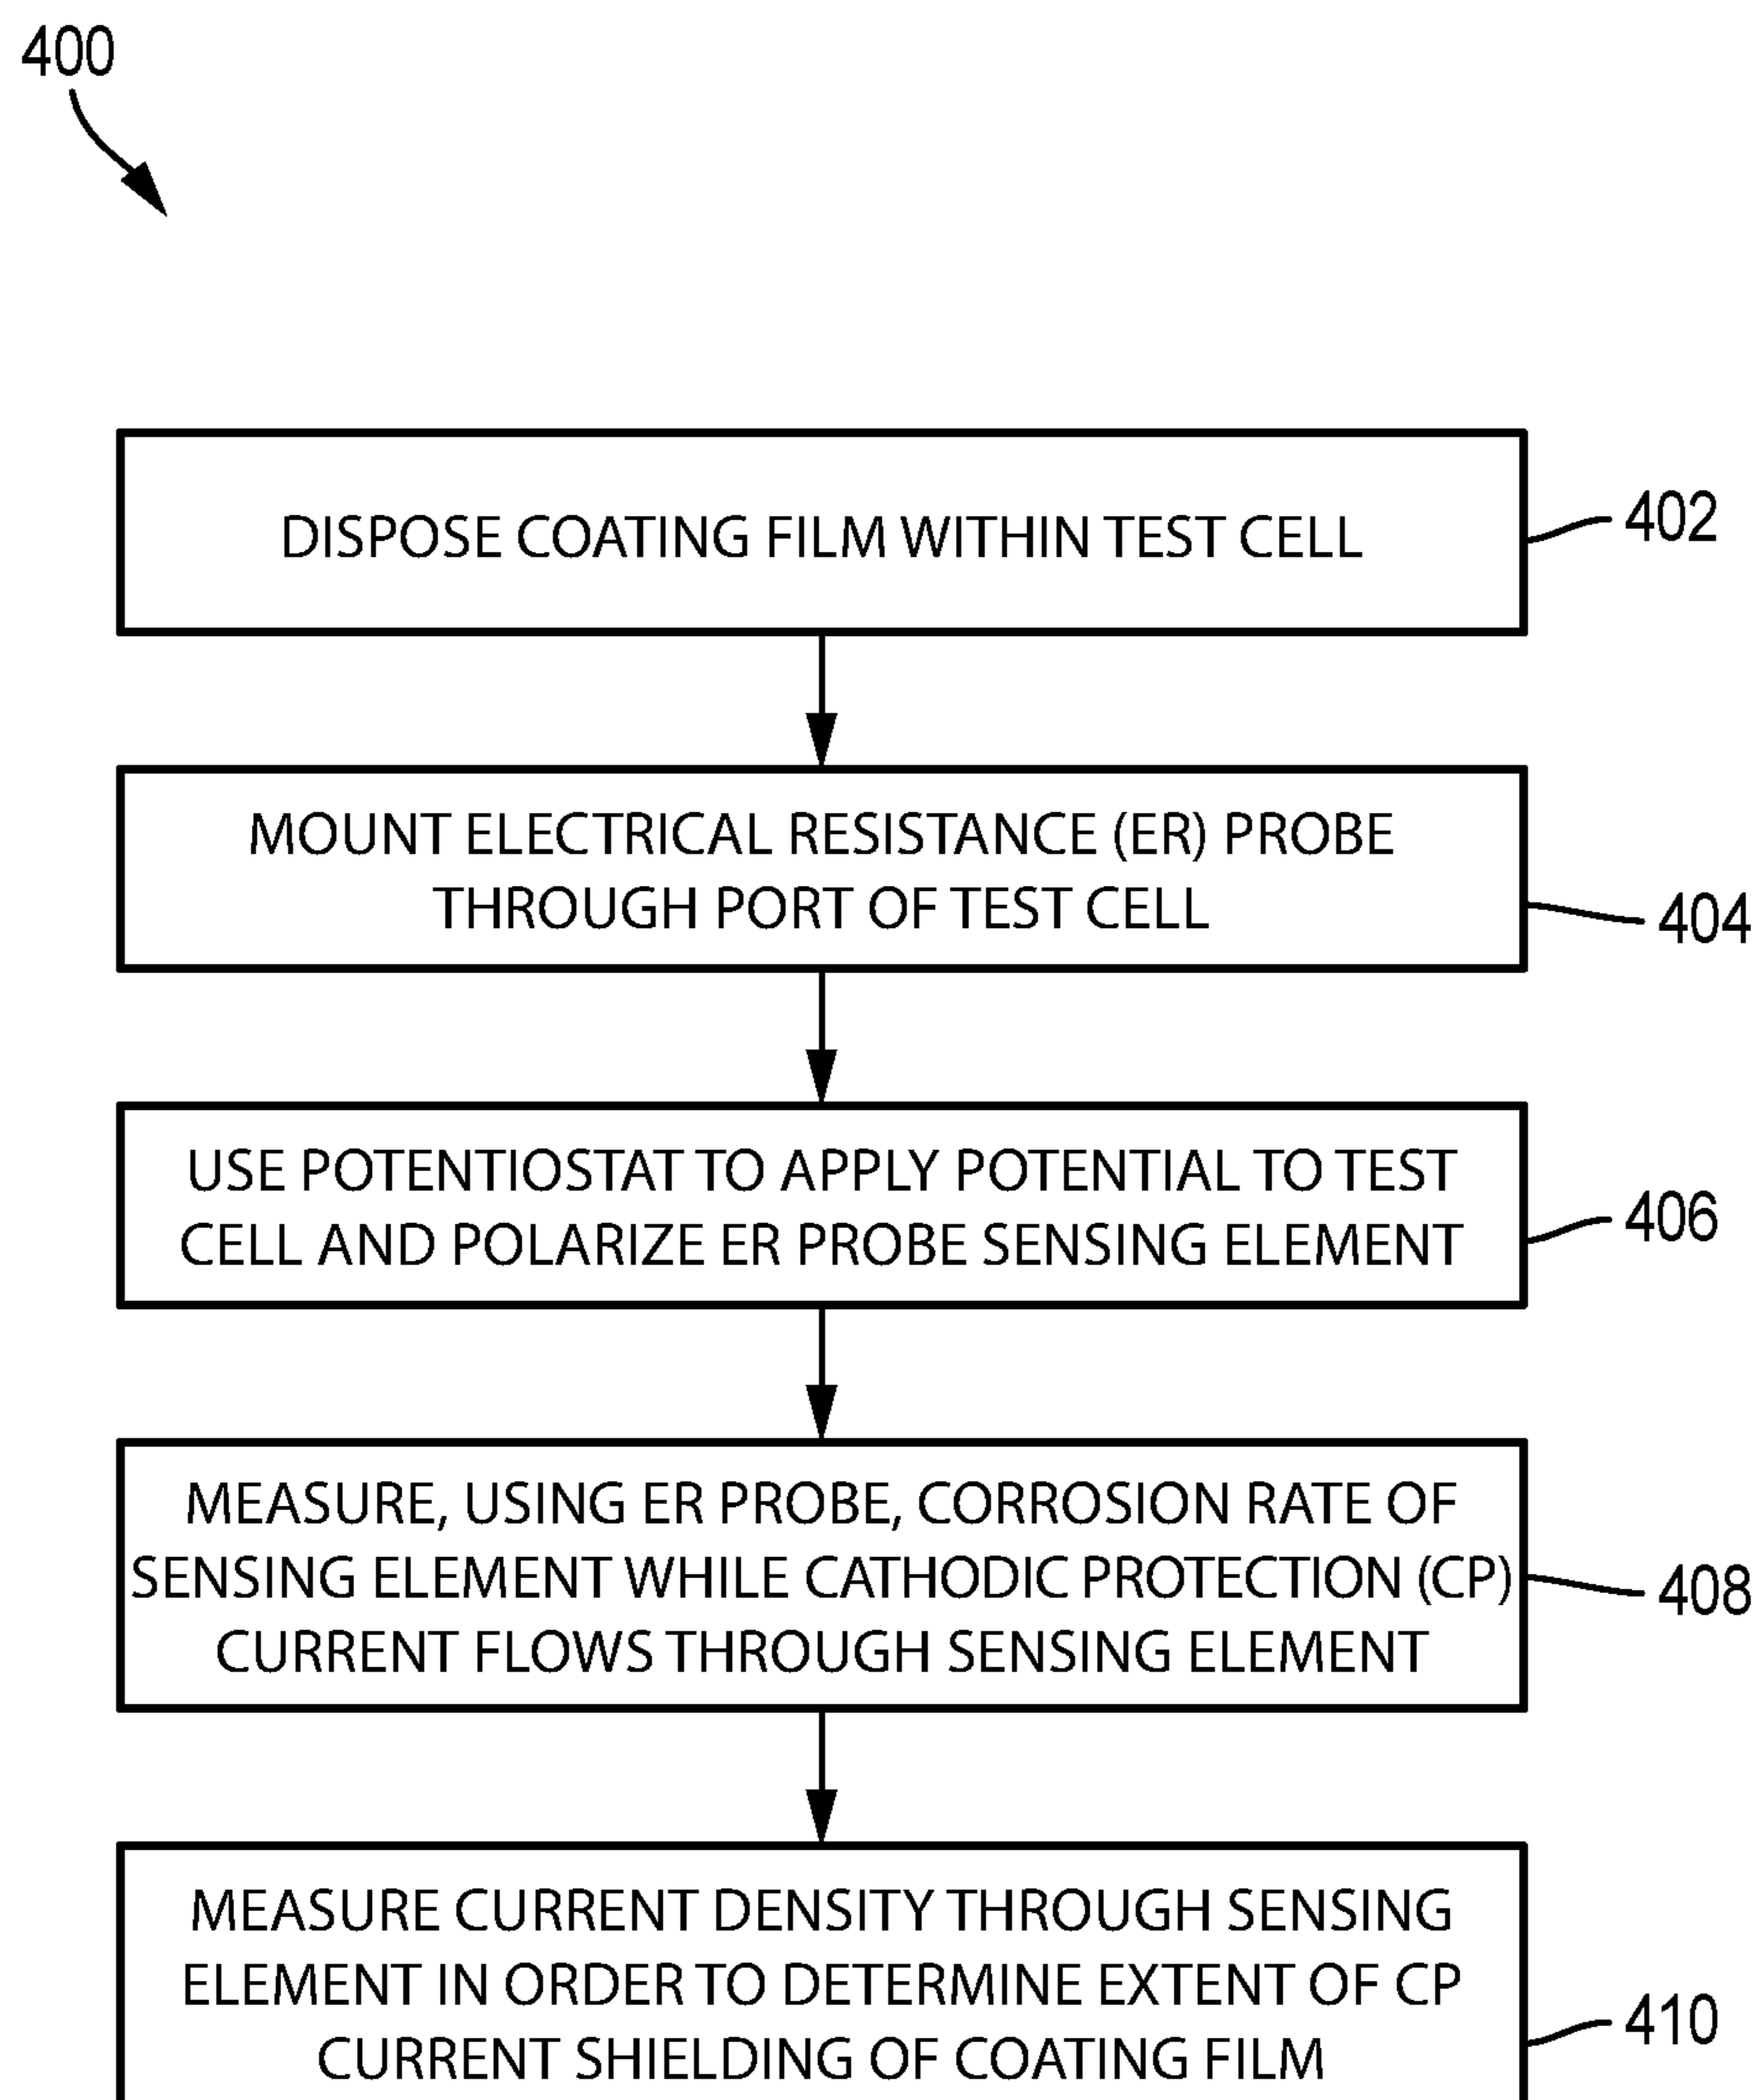 400
DISPOSE COATING FILM WITHIN TEST CELL
402
MOUNT ELECTRICAL RESISTANCE (ER) PROBE
THROUGH PORT OF TEST CELL
404
USE POTENTIOSTAT TO APPLY POTENTIAL TO TEST
CELL AND POLARIZE ER PROBE SENSING ELEMENT
406
MEASURE, USING ER PROBE, CORROSION RATE OF
SENSING ELEMENT WHILE CATHODIC PROTECTION (CP)
CURRENT FLOWS THROUGH SENSING ELEMENT
408
MEASURE CURRENT DENSITY THROUGH SENSING
ELEMENT IN ORDER TO DETERMINE EXTENT OF CP
CURRENT SHIELDING OF COATING FILM
410